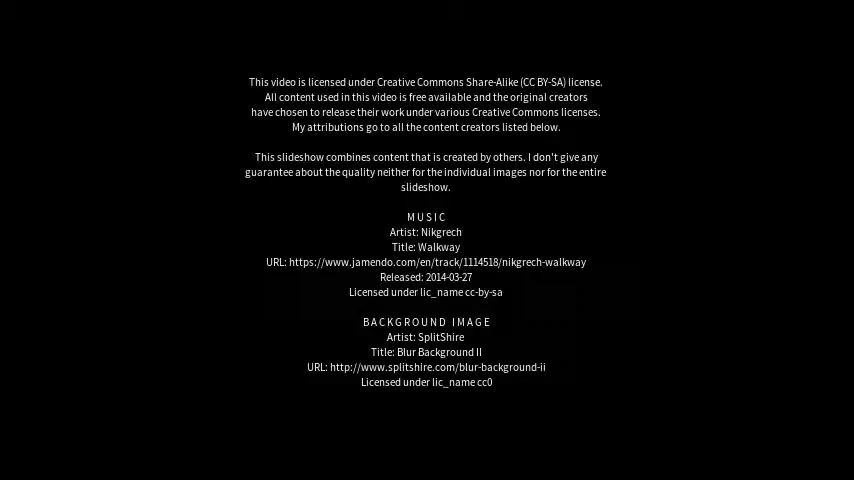 This video is licensed under Creative Commons Share-Alike (CC BY-SA) license.
All content used in this video is free available and the original creators
have chosen to release their work under various Creative Commons licenses.
My attributions go to all the content creators listed below.
This slideshow combines content that is created by others. I don't give any
guarantee about the quality neither for the individual images nor for the entire
slideshow.
M U S I C
Artist: Nikgrech
Title: Walkway
URL: https://www.jamendo.com/en/track/1114518/nikgrech-walkway
Released: 2014-03-27
Licensed under lic_name cc-by-sa
B A C K G R O U N D  I M A G E
Artist: SplitShire
Title: Blur Background II
URL: http://www.splitshire.com/blur-background-ii
Licensed under lic_name cc0